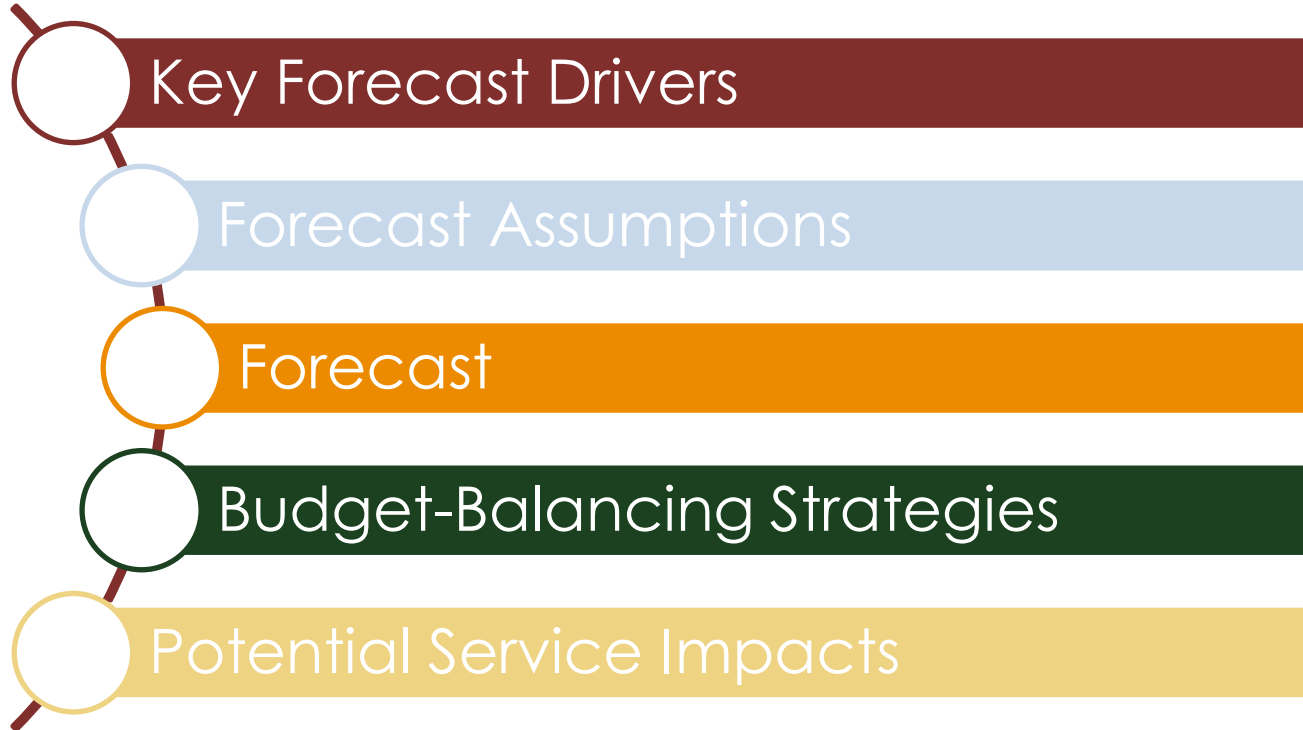 Key Forecast Drivers
Forecast Assumptions
Forecast
Budget-Balancing Strategies
Potential Service Impacts